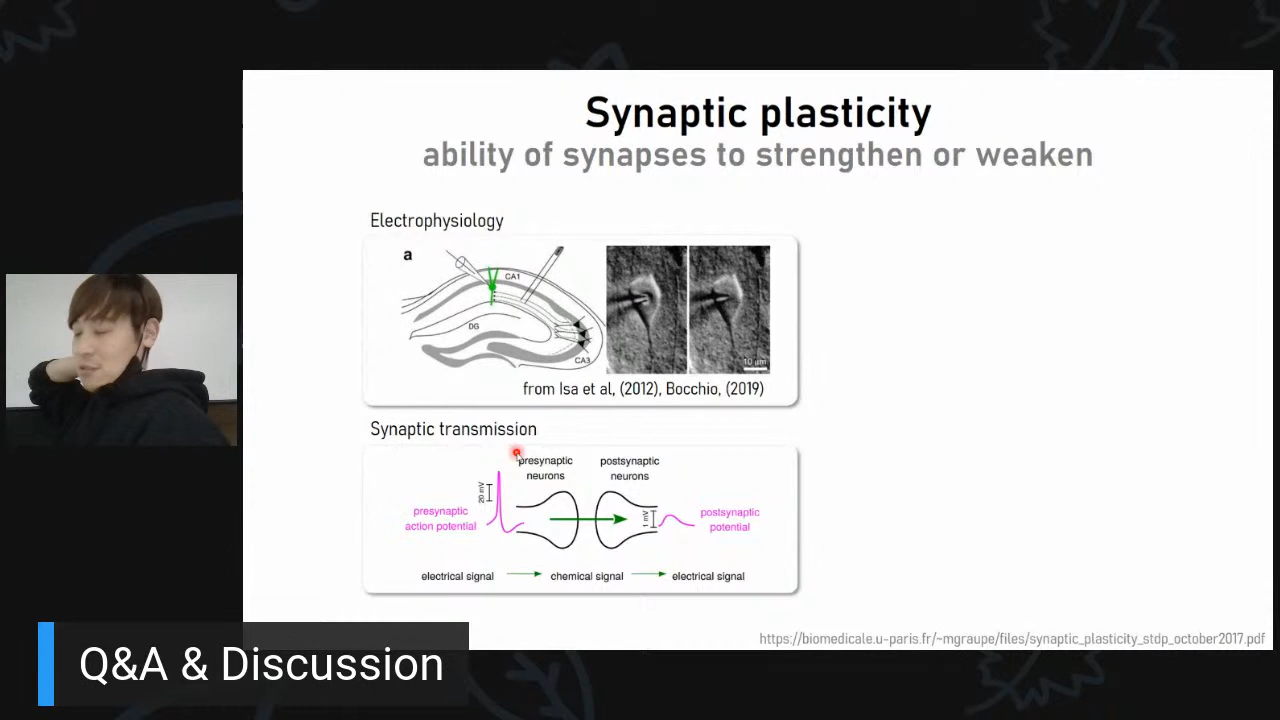 Synaptic plasticity
ability of synapses to strengthen or weaken
Electrophysiology
a
CA1
DG
CA3
10 µm
from Isa et al, (2012), Bocchio, (2019)
Synaptic transmission
presynaptic
neurons
postsynaptic
neurons
20 mV
presynaptic
action potential
1 mV
postsynaptic
potential
electrical signal
chemical signal
electrical signal
https://biomedicale.u-paris.fr/~mgraupe/files/synaptic_plasticity_stdp_october2017.pdf
Q&A & Discussion